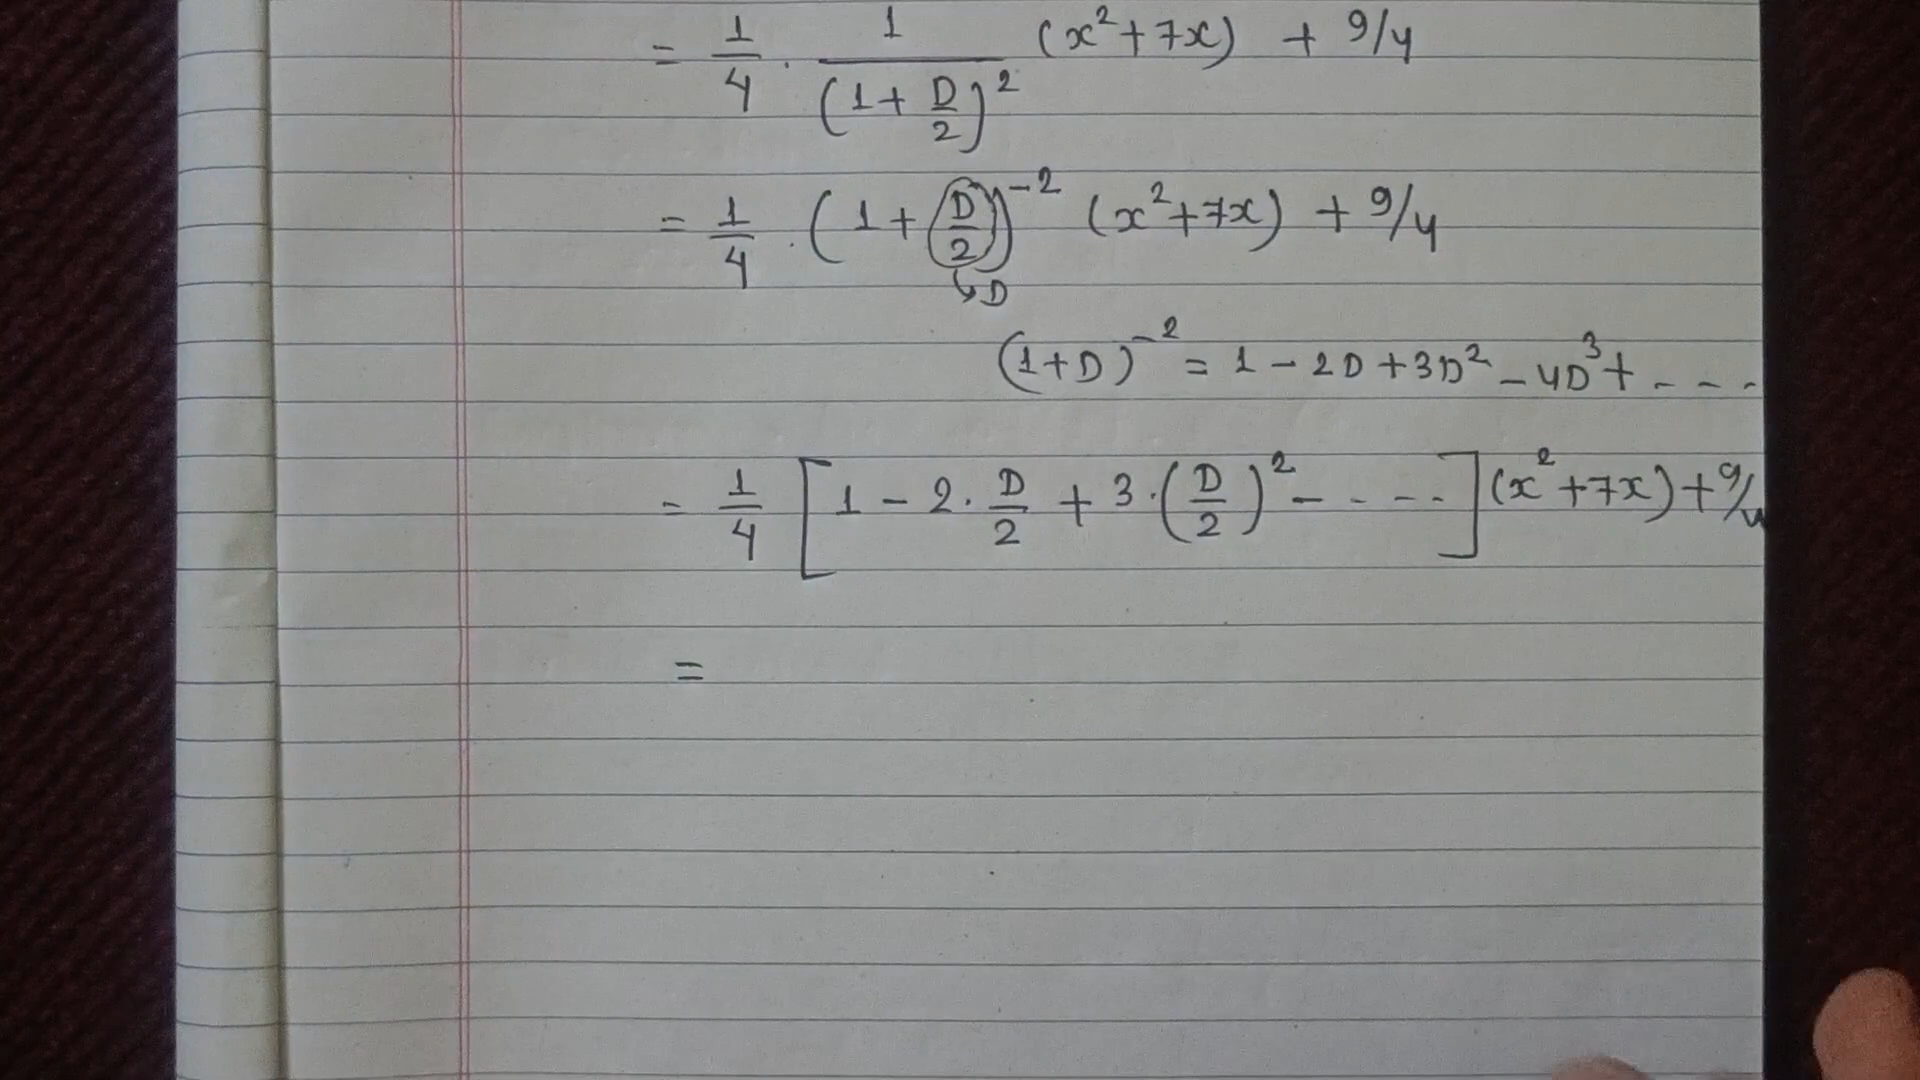 = 1/4 · 1/(1 + D/2)² (x² + 7x) + 9/4
= 1/4 · (1 + D/2)⁻² (x² + 7x) + 9/4
↳ D
(1+D)⁻² = 1 - 2D + 3D² - 4D³ + - - -
= 1/4 [1 - 2 · D/2 + 3 · (D/2)² - - - - -] (x² + 7x) + 9/4
=